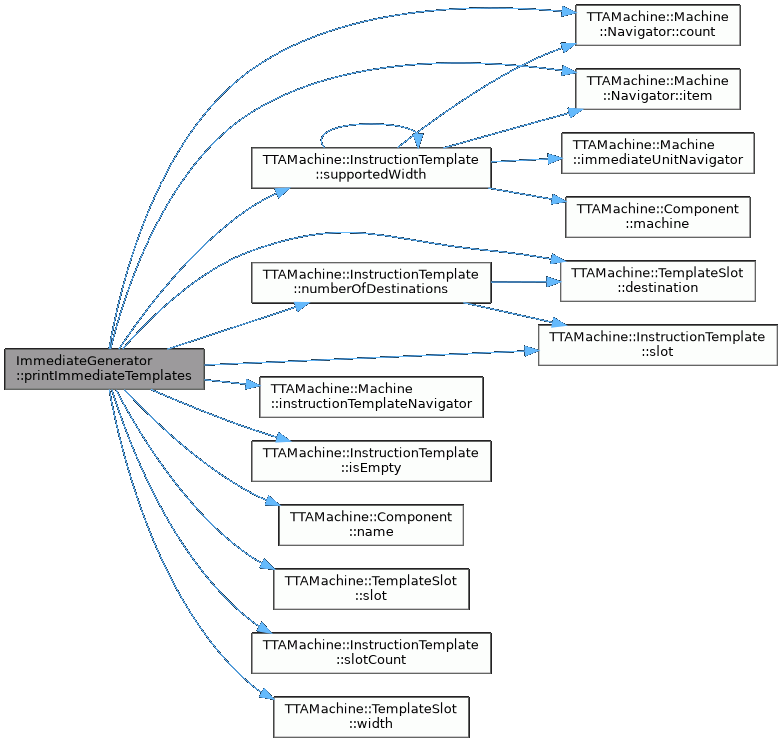 TTAMachine::Machine
::Navigator::count
TTAMachine::Machine
::Navigator::item
TTAMachine::InstructionTemplate
::supportedWidth
TTAMachine::Machine
::immediateUnitNavigator
TTAMachine::Component
::machine
TTAMachine::InstructionTemplate
::numberOfDestinations
TTAMachine::TemplateSlot
::destination
TTAMachine::InstructionTemplate
::slot
ImmediateGenerator
::printImmediateTemplates
TTAMachine::Machine
::instructionTemplateNavigator
TTAMachine::InstructionTemplate
::isEmpty
TTAMachine::Component
::name
TTAMachine::TemplateSlot
::slot
TTAMachine::InstructionTemplate
::slotCount
TTAMachine::TemplateSlot
::width